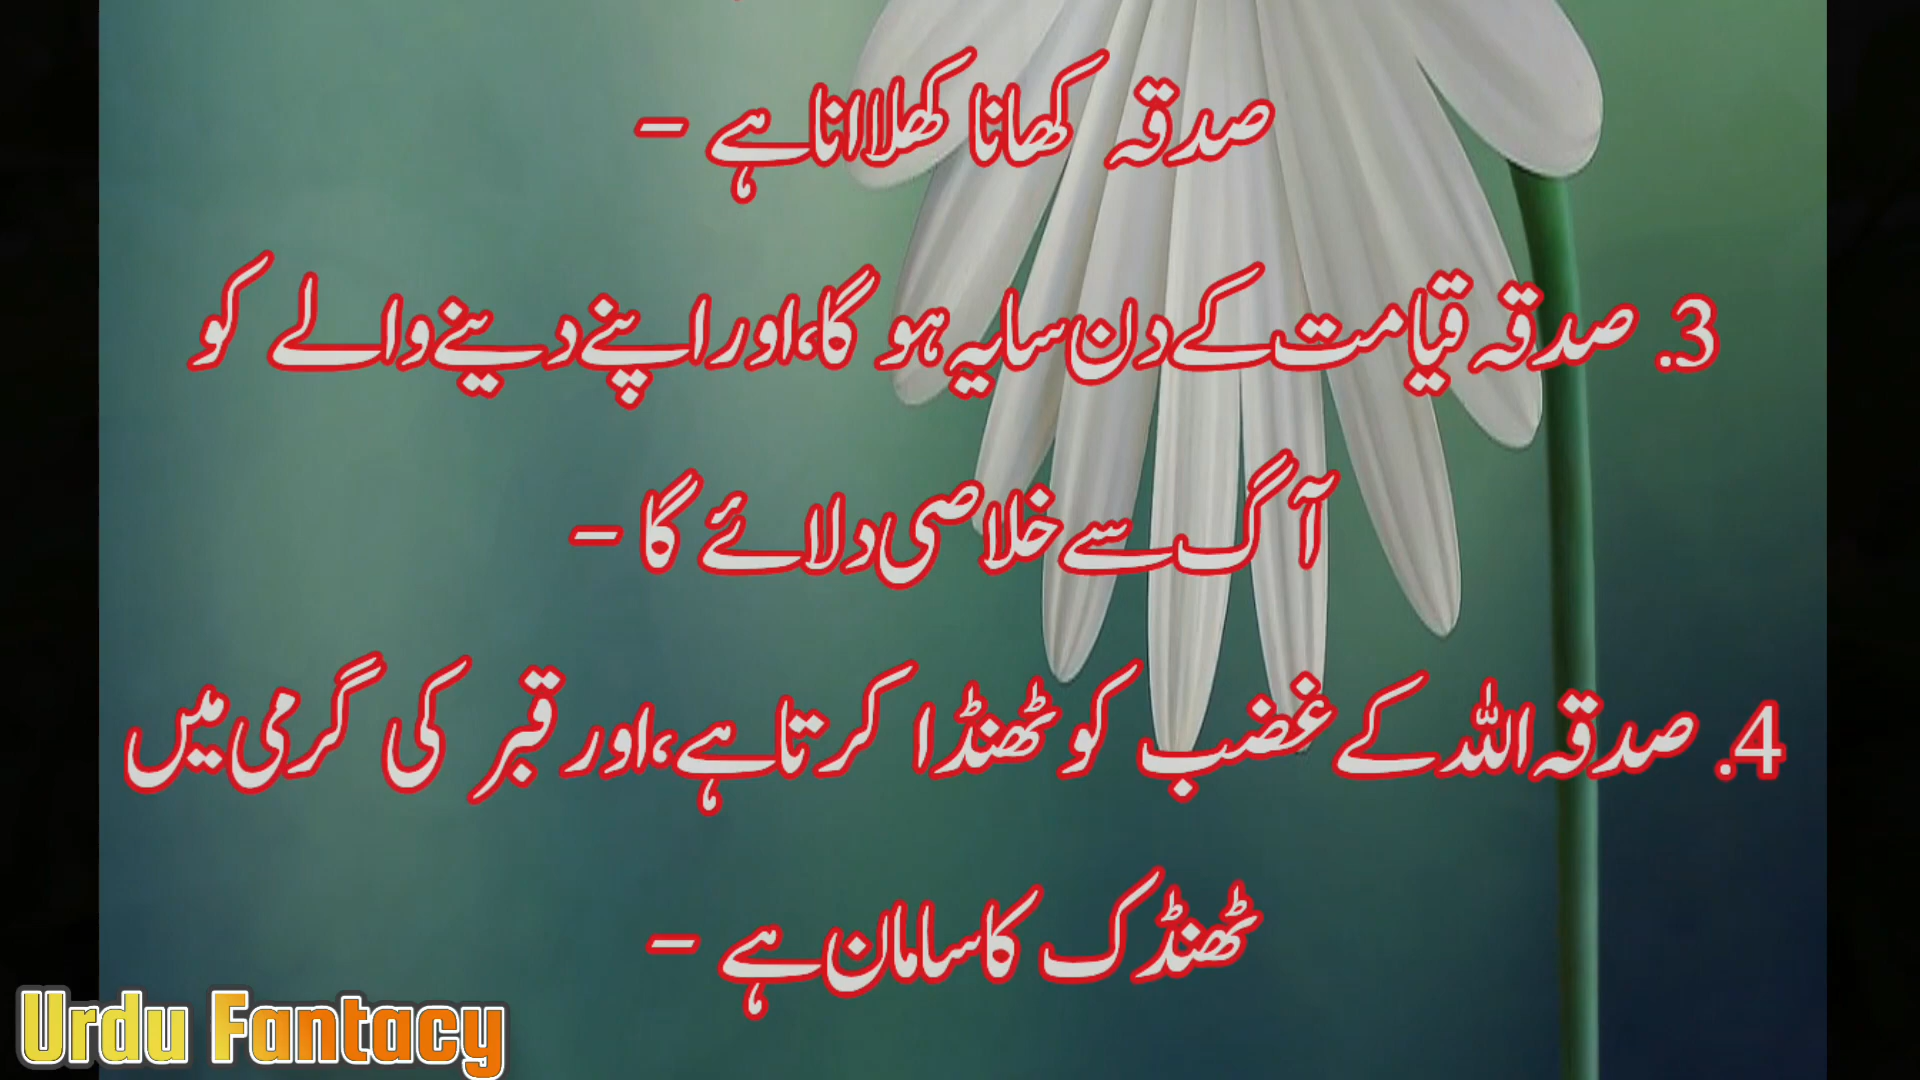 صدقہ کھانا کھلاانا ہے -
3. صدقہ قیامت کے دن سایہ ہو گا، اور اپنے دینے والے کو
آگ سے خلاصی دلائے گا -
4. صدقہ اللہ کے غضب کو ٹھنڈا کرتا ہے، اور قبر کی گرمی میں
ٹھنڈک کا سامان ہے -
Urdu Fantacy